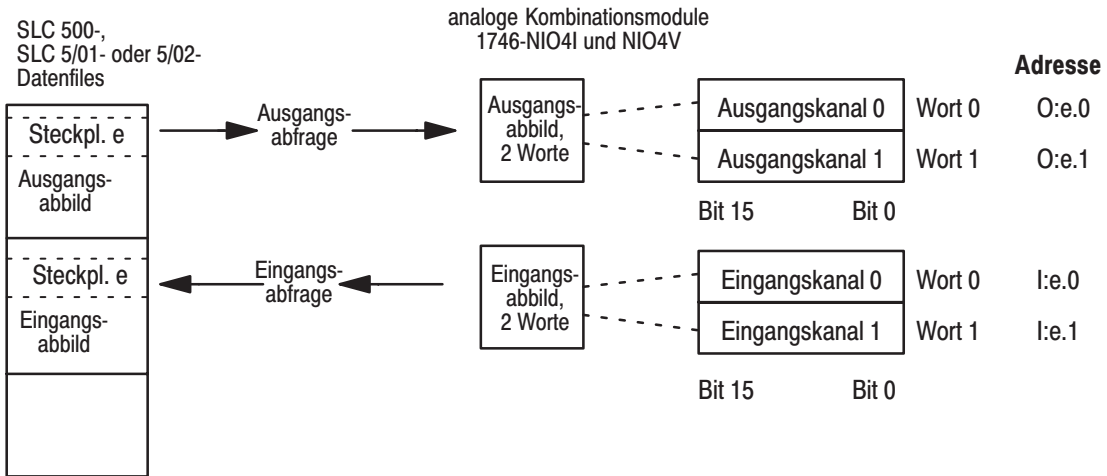 SLC 500-,
SLC 5/01- oder 5/02-
Datenfiles
analoge Kombinationsmodule
1746-NIO4I und NIO4V
Adresse
Steckpl. e
Ausgangs-
abbild
Ausgangs-
abfrage
Ausgangs-
abbild,
2 Worte
Ausgangskanal 0 Wort 0 O:e.0
Ausgangskanal 1 Wort 1 O:e.1
Bit 15 Bit 0
Steckpl. e
Eingangs-
abbild
Eingangs-
abfrage
Eingangs-
abbild,
2 Worte
Eingangskanal 0 Wort 0 I:e.0
Eingangskanal 1 Wort 1 I:e.1
Bit 15 Bit 0